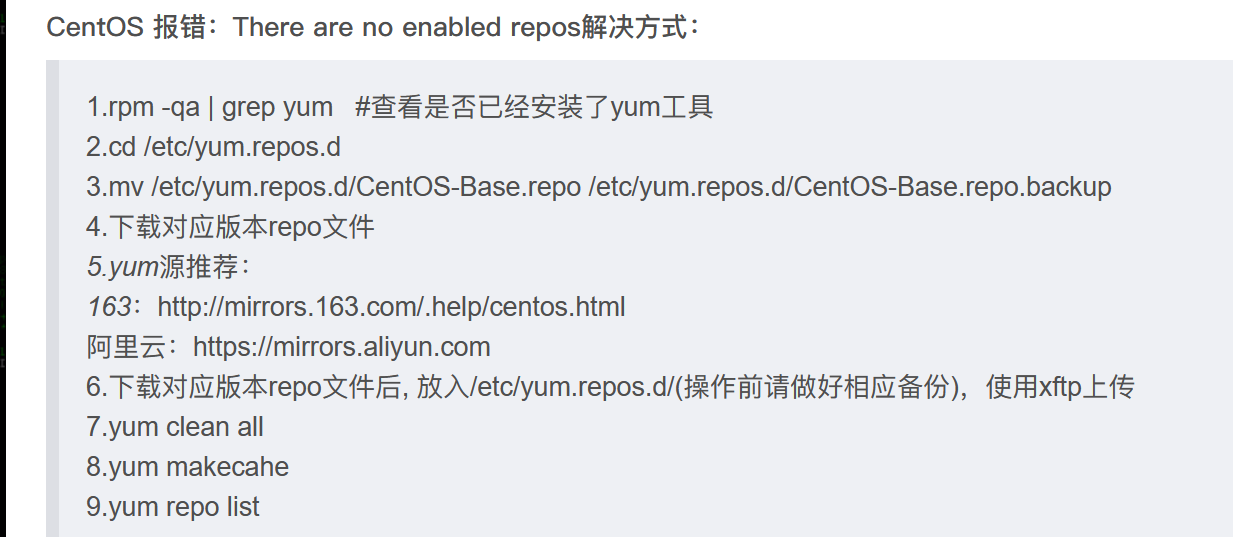 CentOS 报错：There are no enabled repos解决方式：
1.rpm -qa | grep yum #查看是否已经安装了yum工具
2.cd /etc/yum.repos.d
3.mv /etc/yum.repos.d/CentOS-Base.repo /etc/yum.repos.d/CentOS-Base.repo.backup
4.下载对应版本repo文件
5.yum源推荐：
163：http://mirrors.163.com/.help/centos.html
阿里云：https://mirrors.aliyun.com
6.下载对应版本repo文件后, 放入/etc/yum.repos.d/(操作前请做好相应备份)，使用xftp上传
7.yum clean all
8.yum makecahe
9.yum repo list